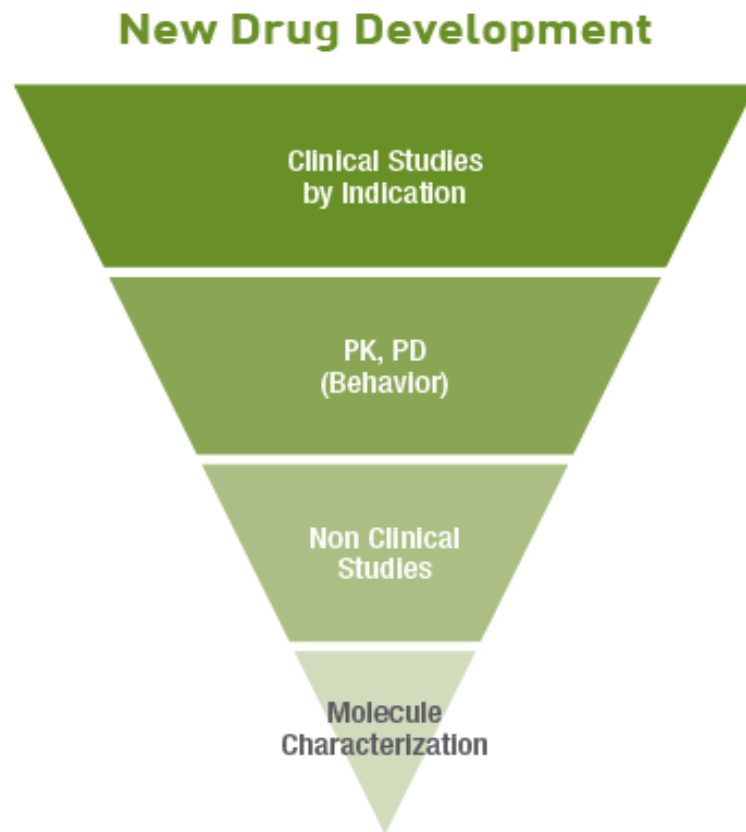 New Drug Development
Clinical Studies
by Indication
PK, PD
(Behavior)
Non Clinical
Studies
Molecule
Characterization